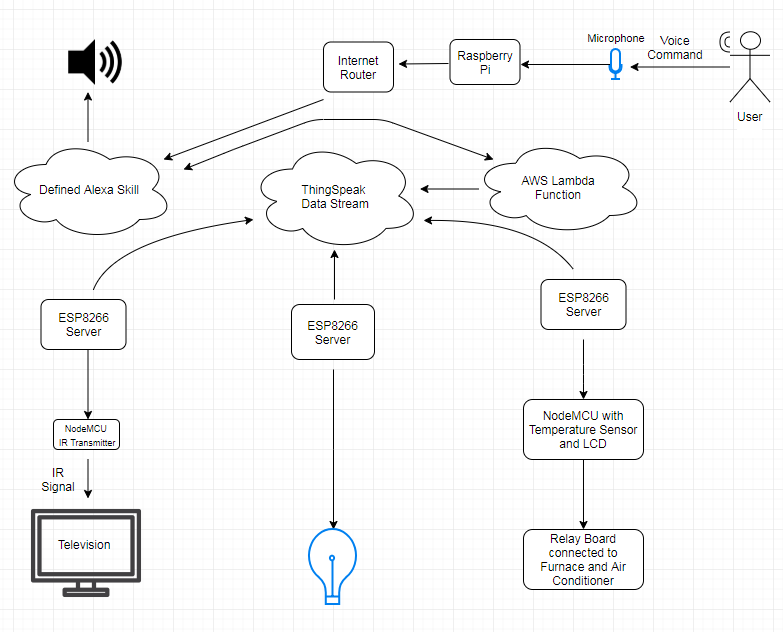 Microphone
Voice
Command
Internet
Router
Raspberry
Pi
User
Defined Alexa Skill
ThingSpeak
Data Stream
AWS Lambda
Function
ESP8266
Server
ESP8266
Server
ESP8266
Server
NodeMCU
IR Transmitter
NodeMCU with
Temperature Sensor
and LCD
IR
Signal
Television
Relay Board
connected to
Furnace and Air
Conditioner